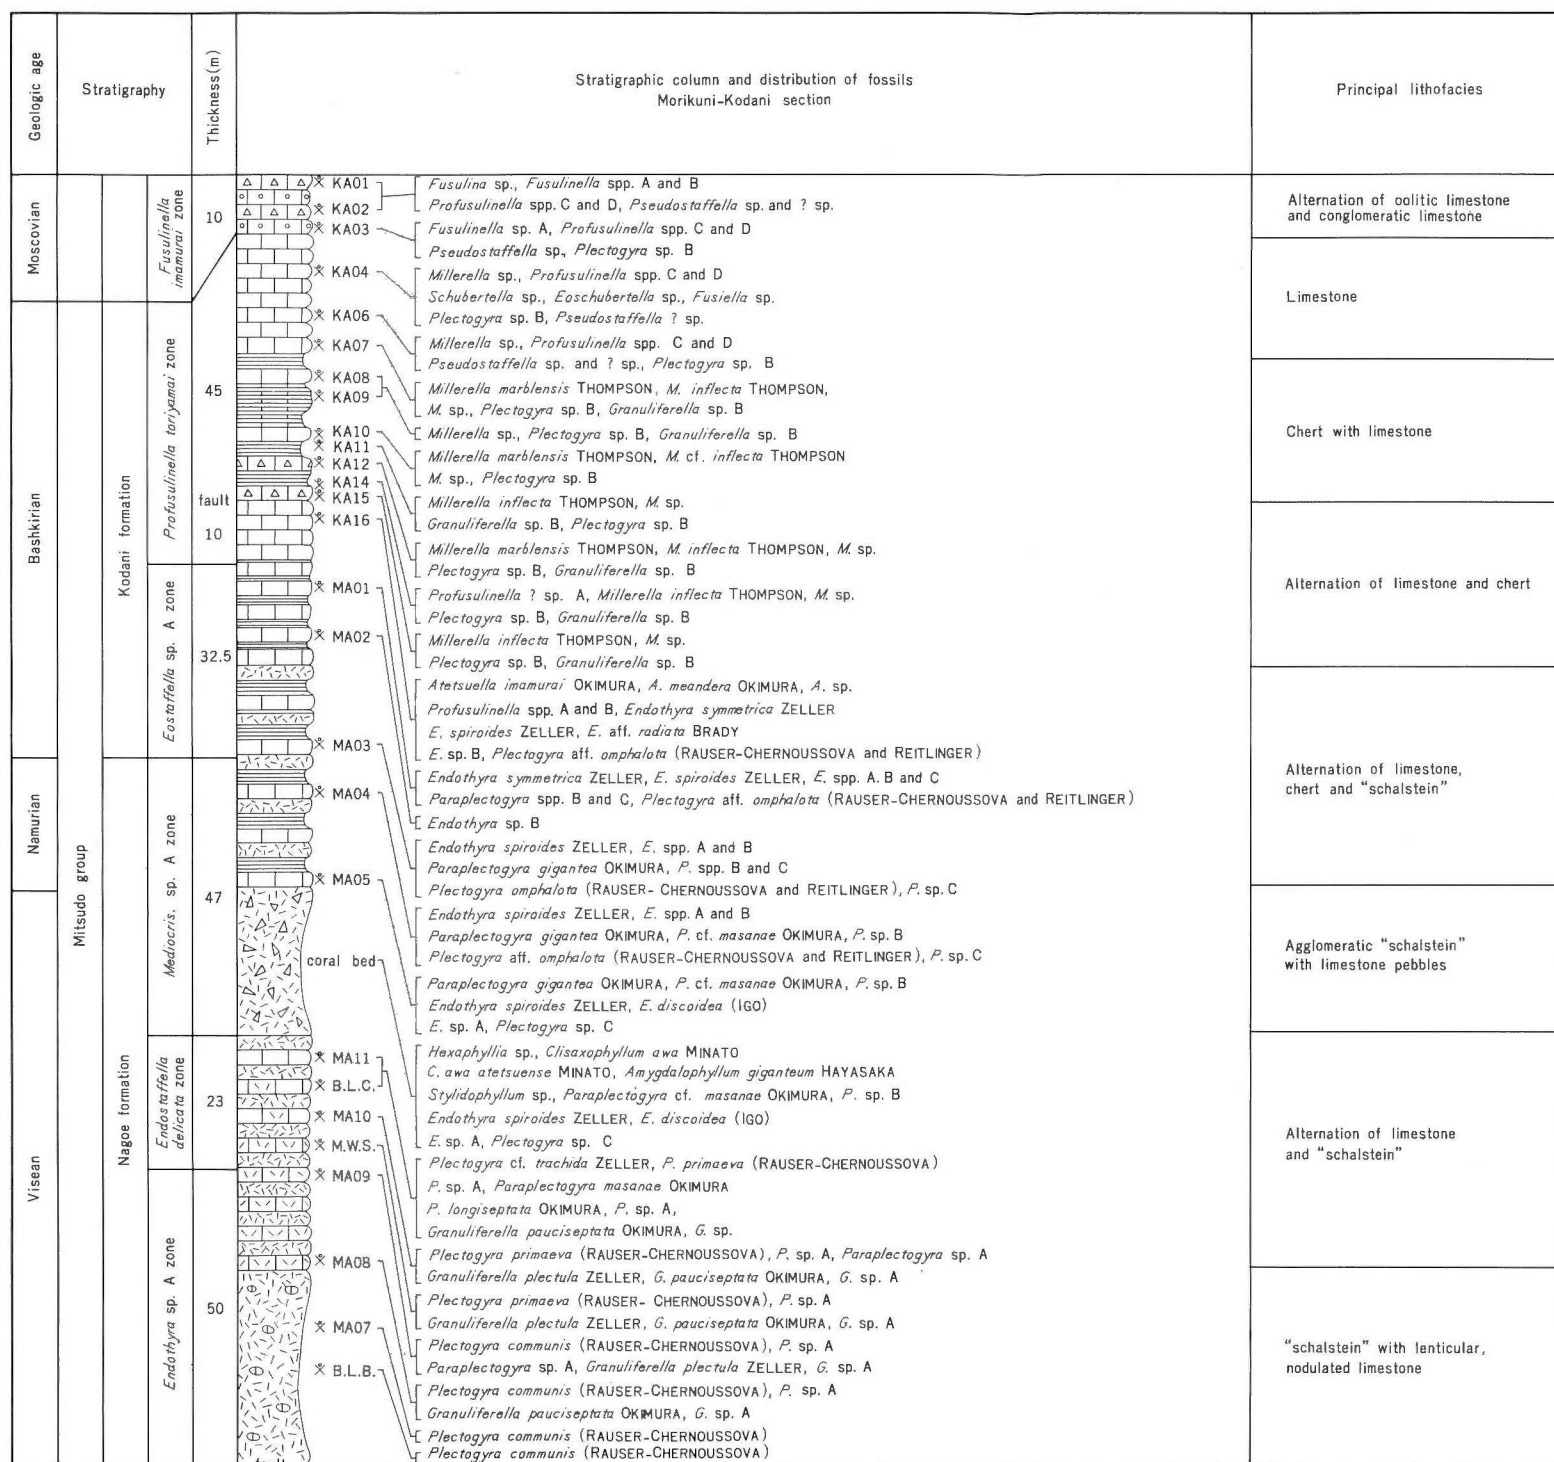 Geologic age
Stratigraphy
Thickness(m)
Stratigraphic column and distribution of fossils
Morikuni-Kodani section
Principal lithofacies
Moscovian
Bashkirian
Namurian
Visean
Mitsudo group
Kodani formation
Nagoe formation
Fusulinella
imamurai zone
Profusulinella toriyamai zone
Eostaffella sp. A zone
Mediocris. sp. A zone
Endostaffella
delicata zone
Endothyra sp. A zone
10
45
fault
10
32.5
47
23
50
KA01
KA02
KA03
KA04
KA06
KA07
KA08
KA09
KA10
KA11
KA12
KA14
KA15
KA16
MA01
MA02
MA03
MA04
MA05
coral bed
MA11
B.L.C.
MA10
M.W.S.
MA09
MA08
MA07
B.L.B.
Fusulina sp., Fusulinella spp. A and B
Profusulinella spp. C and D, Pseudostaffella sp. and ? sp.
Fusulinella sp. A, Profusulinella spp. C and D
Pseudostaffella sp., Plectogyra sp. B
Millerella sp., Profusulinella spp. C and D
Schubertella sp., Eoschubertella sp., Fusiella sp.
Plectogyra sp. B, Pseudostaffella ? sp.
Millerella sp., Profusulinella spp. C and D
Pseudostaffella sp. and ? sp., Plectogyra sp. B
Millerella marblensis THOMPSON, M. inflecta THOMPSON,
M. sp., Plectogyra sp. B, Granuliferella sp. B
Millerella sp., Plectogyra sp. B, Granuliferella sp. B
Millerella marblensis THOMPSON, M. cf. inflecta THOMPSON
M. sp., Plectogyra sp. B
Millerella inflecta THOMPSON, M. sp.
Granuliferella sp. B, Plectogyra sp. B
Millerella marblensis THOMPSON, M. inflecta THOMPSON, M. sp.
Plectogyra sp. B, Granuliferella sp. B
Profusulinella ? sp. A, Millerella inflecta THOMPSON, M. sp.
Plectogyra sp. B, Granuliferella sp. B
Millerella inflecta THOMPSON, M. sp.
Plectogyra sp. B, Granuliferella sp. B
Atetsuella imamurai OKIMURA, A. meandera OKIMURA, A. sp.
Profusulinella spp. A and B, Endothyra symmetrica ZELLER
E. spiroides ZELLER, E. aff. radiata BRADY
E. sp. B, Plectogyra aff. omphalota (RAUSER-CHERNOUSSOVA and REITLINGER)
Endothyra symmetrica ZELLER, E. spiroides ZELLER, E. spp. A. B and C
Paraplectogyra spp. B and C, Plectogyra aff. omphalota (RAUSER-CHERNOUSSOVA and REITLINGER)
Endothyra sp. B
Endothyra spiroides ZELLER, E. spp. A and B
Paraplectogyra gigantea OKIMURA, P. spp. B and C
Plectogyra omphalota (RAUSER- CHERNOUSSOVA and REITLINGER), P. sp. C
Endothyra spiroides ZELLER, E. spp. A and B
Paraplectogyra gigantea OKIMURA, P. cf. masanae OKIMURA, P. sp. B
Plectogyra aff. omphalota (RAUSER-CHERNOUSSOVA and REITLINGER), P. sp. C
Paraplectogyra gigantea OKIMURA, P. cf. masanae OKIMURA, P. sp. B
Endothyra spiroides ZELLER, E. discoidea (IGO)
E. sp. A, Plectogyra sp. C
Hexaphyllia sp., Clisaxophyllum awa MINATO
C. awa atetsuense MINATO, Amygdalophyllum giganteum HAYASAKA
Stylidophyllum sp., Paraplectogyra cf. masanae OKIMURA, P. sp. B
Endothyra spiroides ZELLER, E. discoidea (IGO)
E. sp. A, Plectogyra sp. C
Plectogyra cf. trachida ZELLER, P. primaeva (RAUSER-CHERNOUSSOVA)
P. sp. A, Paraplectogyra masanae OKIMURA
P. longiseptata OKIMURA, P. sp. A,
Granuliferella pauciseptata OKIMURA, G. sp.
Plectogyra primaeva (RAUSER-CHERNOUSSOVA), P. sp. A, Paraplectogyra sp. A
Granuliferella plectula ZELLER, G. pauciseptata OKIMURA, G. sp. A
Plectogyra primaeva (RAUSER- CHERNOUSSOVA), P. sp. A
Granuliferella plectula ZELLER, G. pauciseptata OKIMURA, G. sp. A
Plectogyra communis (RAUSER-CHERNOUSSOVA), P. sp. A
Paraplectogyra sp. A, Granuliferella plectula ZELLER, G. sp. A
Plectogyra communis (RAUSER-CHERNOUSSOVA), P. sp. A
Granuliferella pauciseptata OKIMURA, G. sp. A
Plectogyra communis (RAUSER-CHERNOUSSOVA)
Plectogyra communis (RAUSER-CHERNOUSSOVA)
Alternation of oolitic limestone
and conglomeratic limestone
Limestone
Chert with limestone
Alternation of limestone and chert
Alternation of limestone,
chert and “schalstein”
Agglomeratic “schalstein”
with limestone pebbles
Alternation of limestone
and “schalstein”
“schalstein” with lenticular,
nodulated limestone